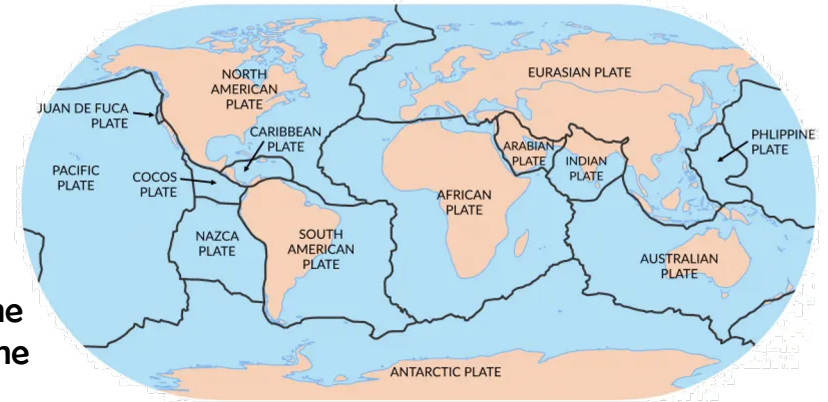 NORTH
AMERICAN
PLATE
EURASIAN PLATE
JUAN DE FUCA
PLATE
CARIBBEAN
PLATE
PHLIPPINE
PLATE
ARABIAN
PLATE
INDIAN
PLATE
PACIFIC
PLATE
COCOS
PLATE
AFRICAN
PLATE
NAZCA
PLATE
SOUTH
AMERICAN
PLATE
AUSTRALIAN
PLATE
ANTARCTIC PLATE